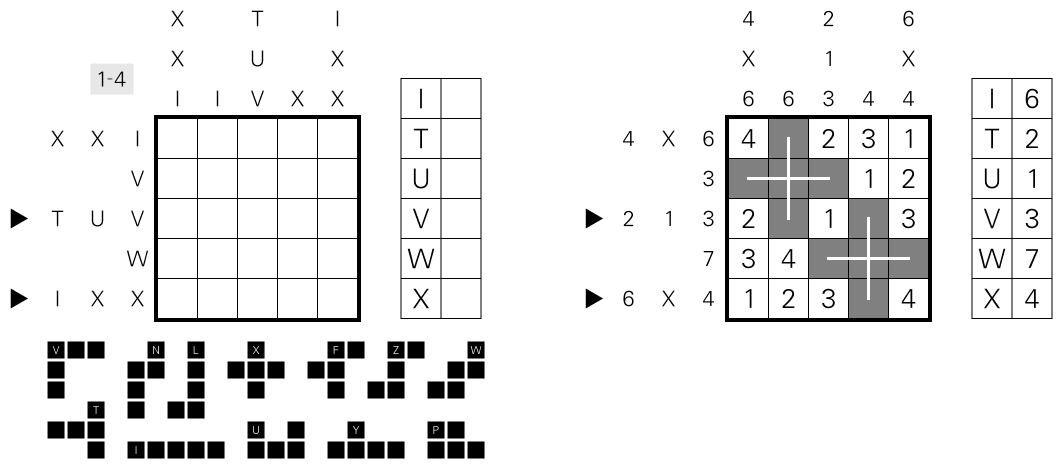 X T I 4 2 6
X U X X 1 X
1-4
I I V X X I 6 6 3 4 4 I 6
X X I T 4 X 6 4 2 3 1 T 2
V U 3 1 2 U 1
T U V V 2 1 3 2 1 3 V 3
W W 7 3 4 W 7
I X X X 6 X 4 1 2 3 4 X 4
V N L X F Z W
T
I U Y P